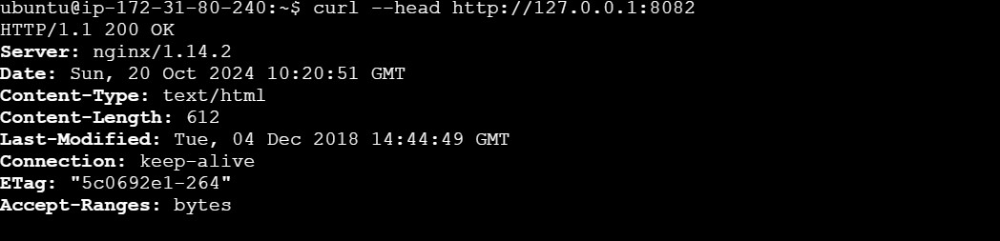 ubuntu@ip-172-31-80-240:~$ curl --head http://127.0.0.1:8082
HTTP/1.1 200 OK
Server: nginx/1.14.2
Date: Sun, 20 Oct 2024 10:20:51 GMT
Content-Type: text/html
Content-Length: 612
Last-Modified: Tue, 04 Dec 2018 14:44:49 GMT
Connection: keep-alive
ETag: "5c0692e1-264"
Accept-Ranges: bytes